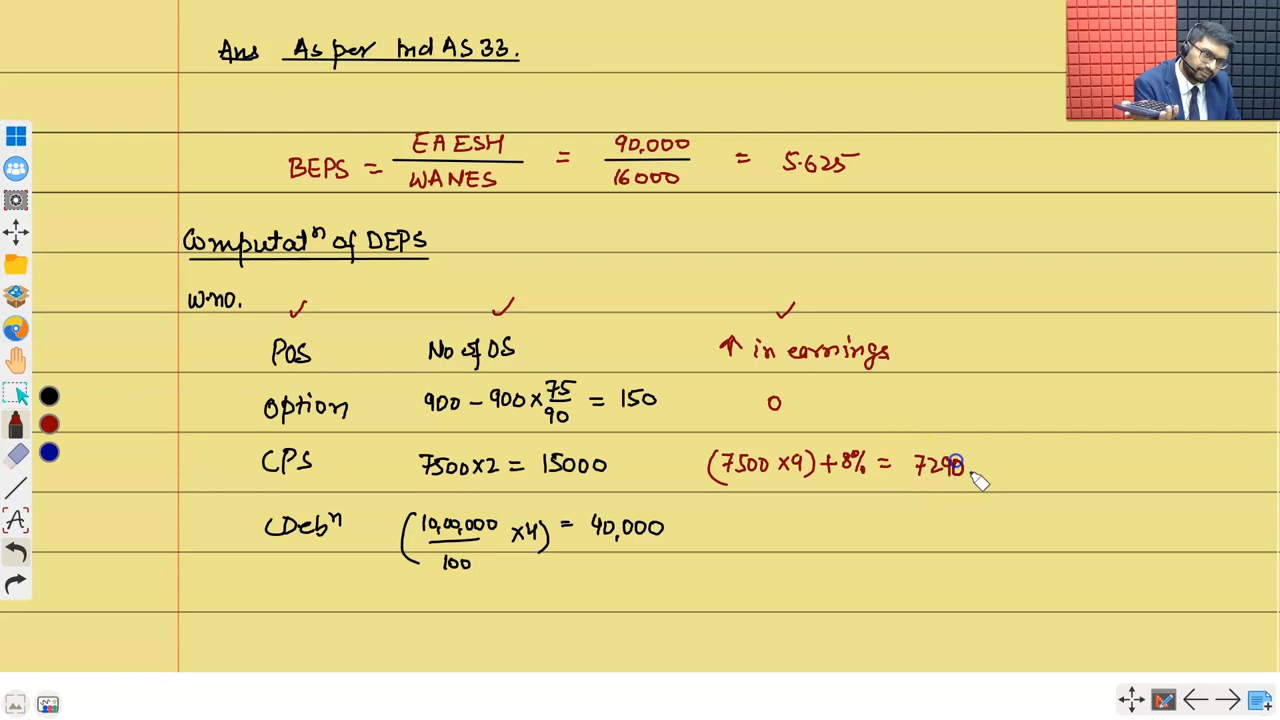 Ans As per Ind AS 33.
BEPS = EAESH / WANES = 90,000 / 16000 = 5.625
Computatⁿ of DEPS
W.no.
POS No of OS ↑ in earnings
Option 900 - 900 × 75/90 = 150 0
CPS 7500 × 2 = 15000 (7500 × 9) + 8% = 7290
CDebⁿ (10,00,000/100 × 4) = 40,000